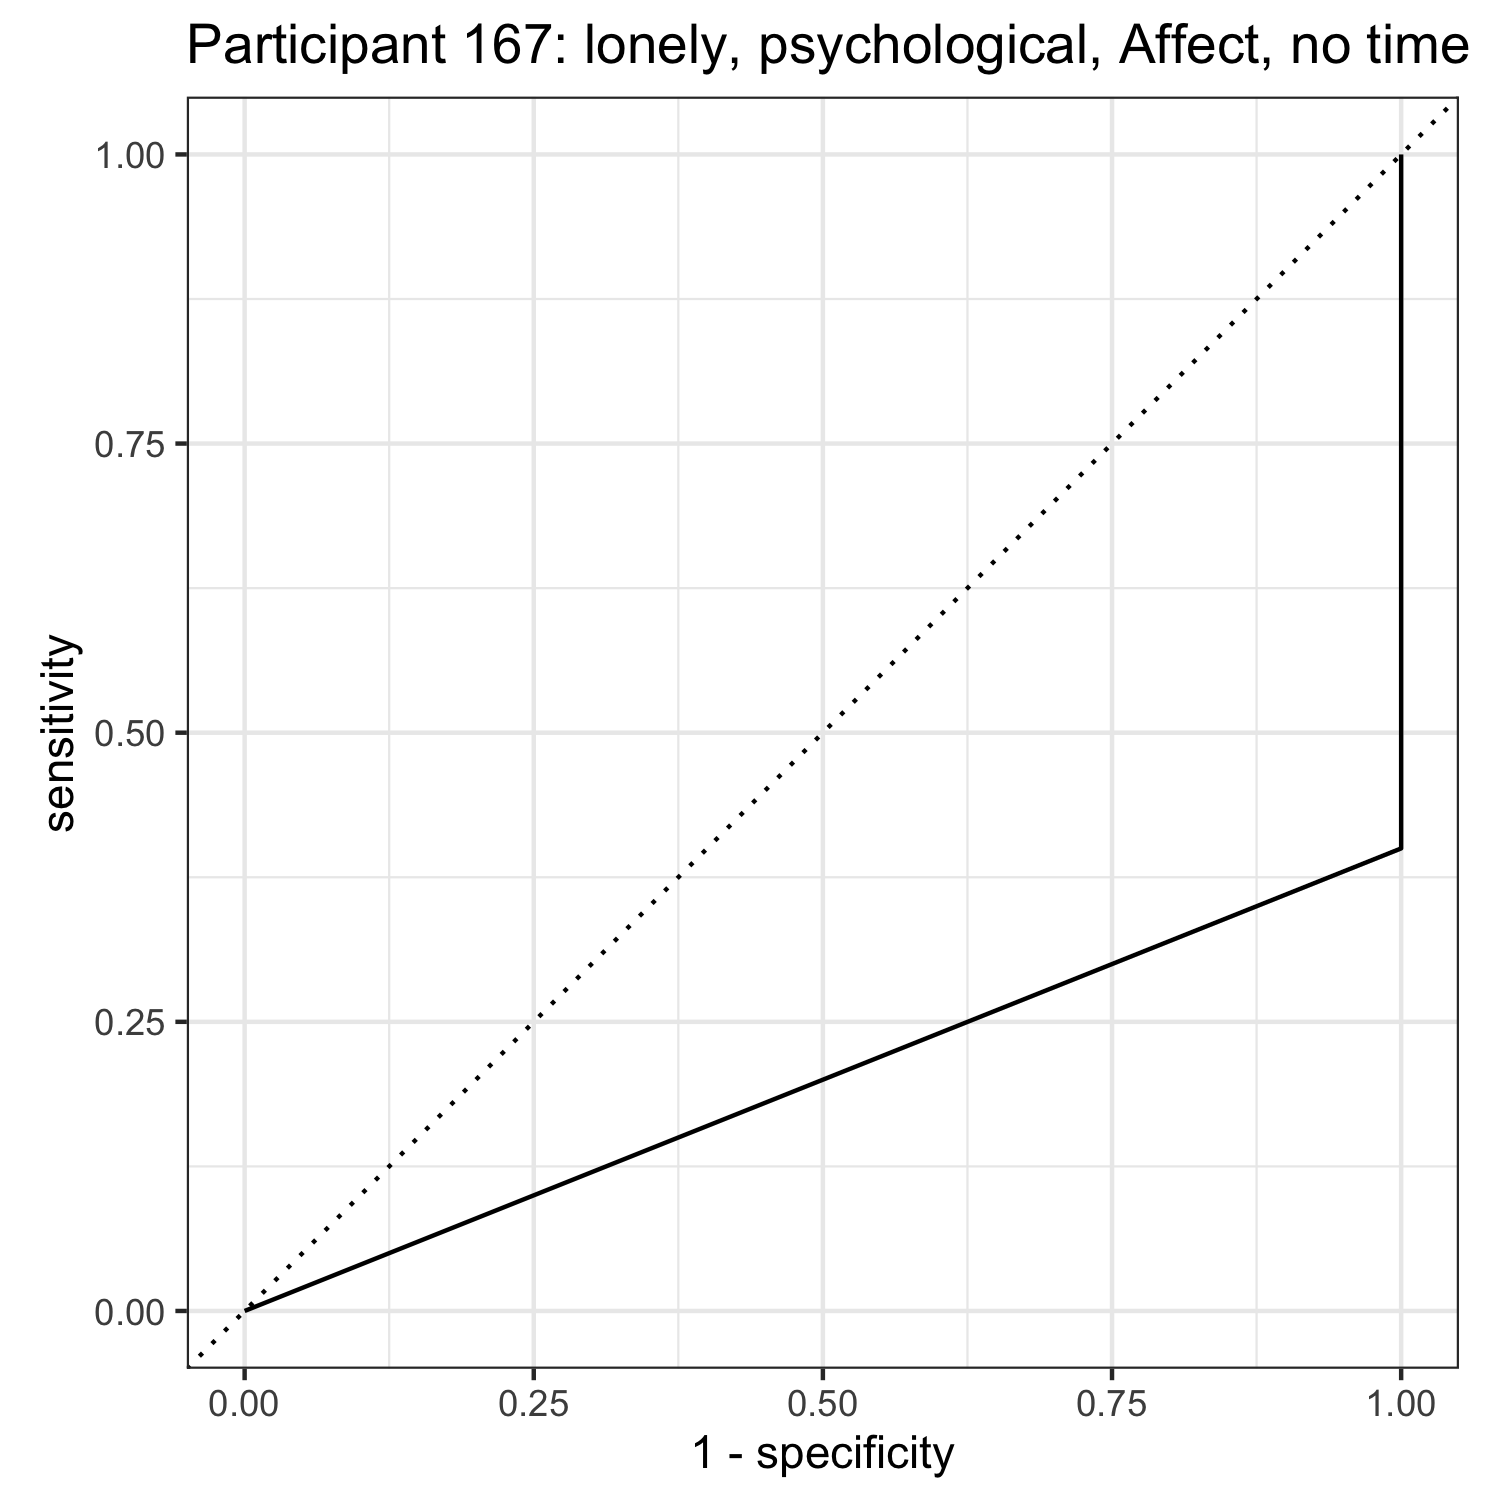 Participant 167: lonely, psychological, Affect, no time
1.00
0.75
0.50
0.25
0.00
sensitivity
0.00 0.25 0.50 0.75 1.00
1 - specificity